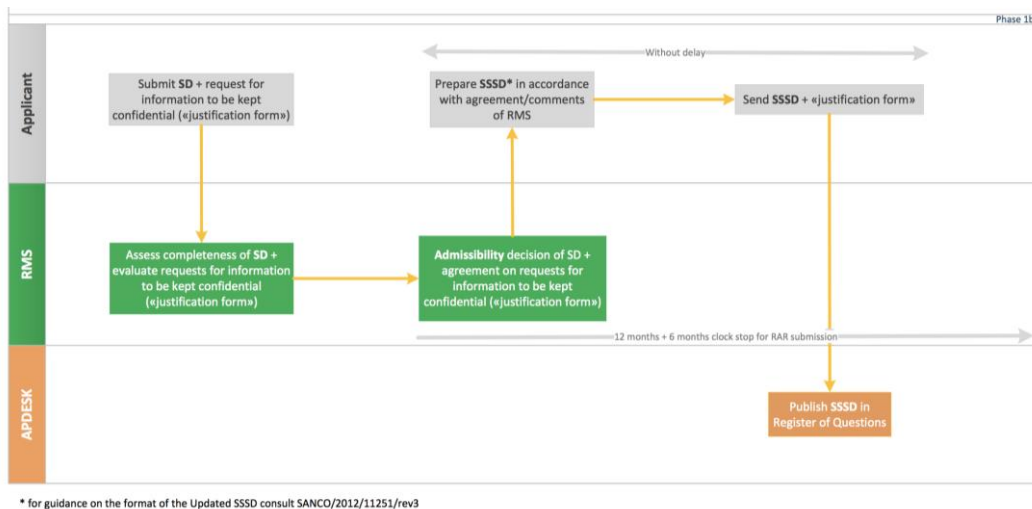 Phase 1b
Applicant
Without delay
Submit SD + request for
information to be kept
confidential («justification form»)
Prepare SSSD* in accordance
with agreement/comments
of RMS
Send SSSD + «justification
form»
RMS
Assess completeness of SD +
evaluate requests for information
to be kept confidential
(«justification form»)
Admissibility decision of SD +
agreement on requests for
information to be kept
confidential («justification form»)
12 months + 6 months clock stop for RAR submission
APDESK
Publish SSSD in
Register of Questions
* for guidance on the format of the Updated SSSD consult SANCO/2012/11251/rev3